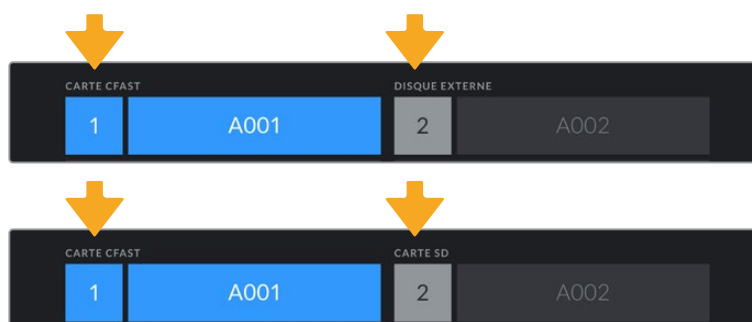 CARTE CFAST DISQUE EXTERNE
1 A001 2 A002
CARTE CFAST CARTE SD
1 A001 2 A002